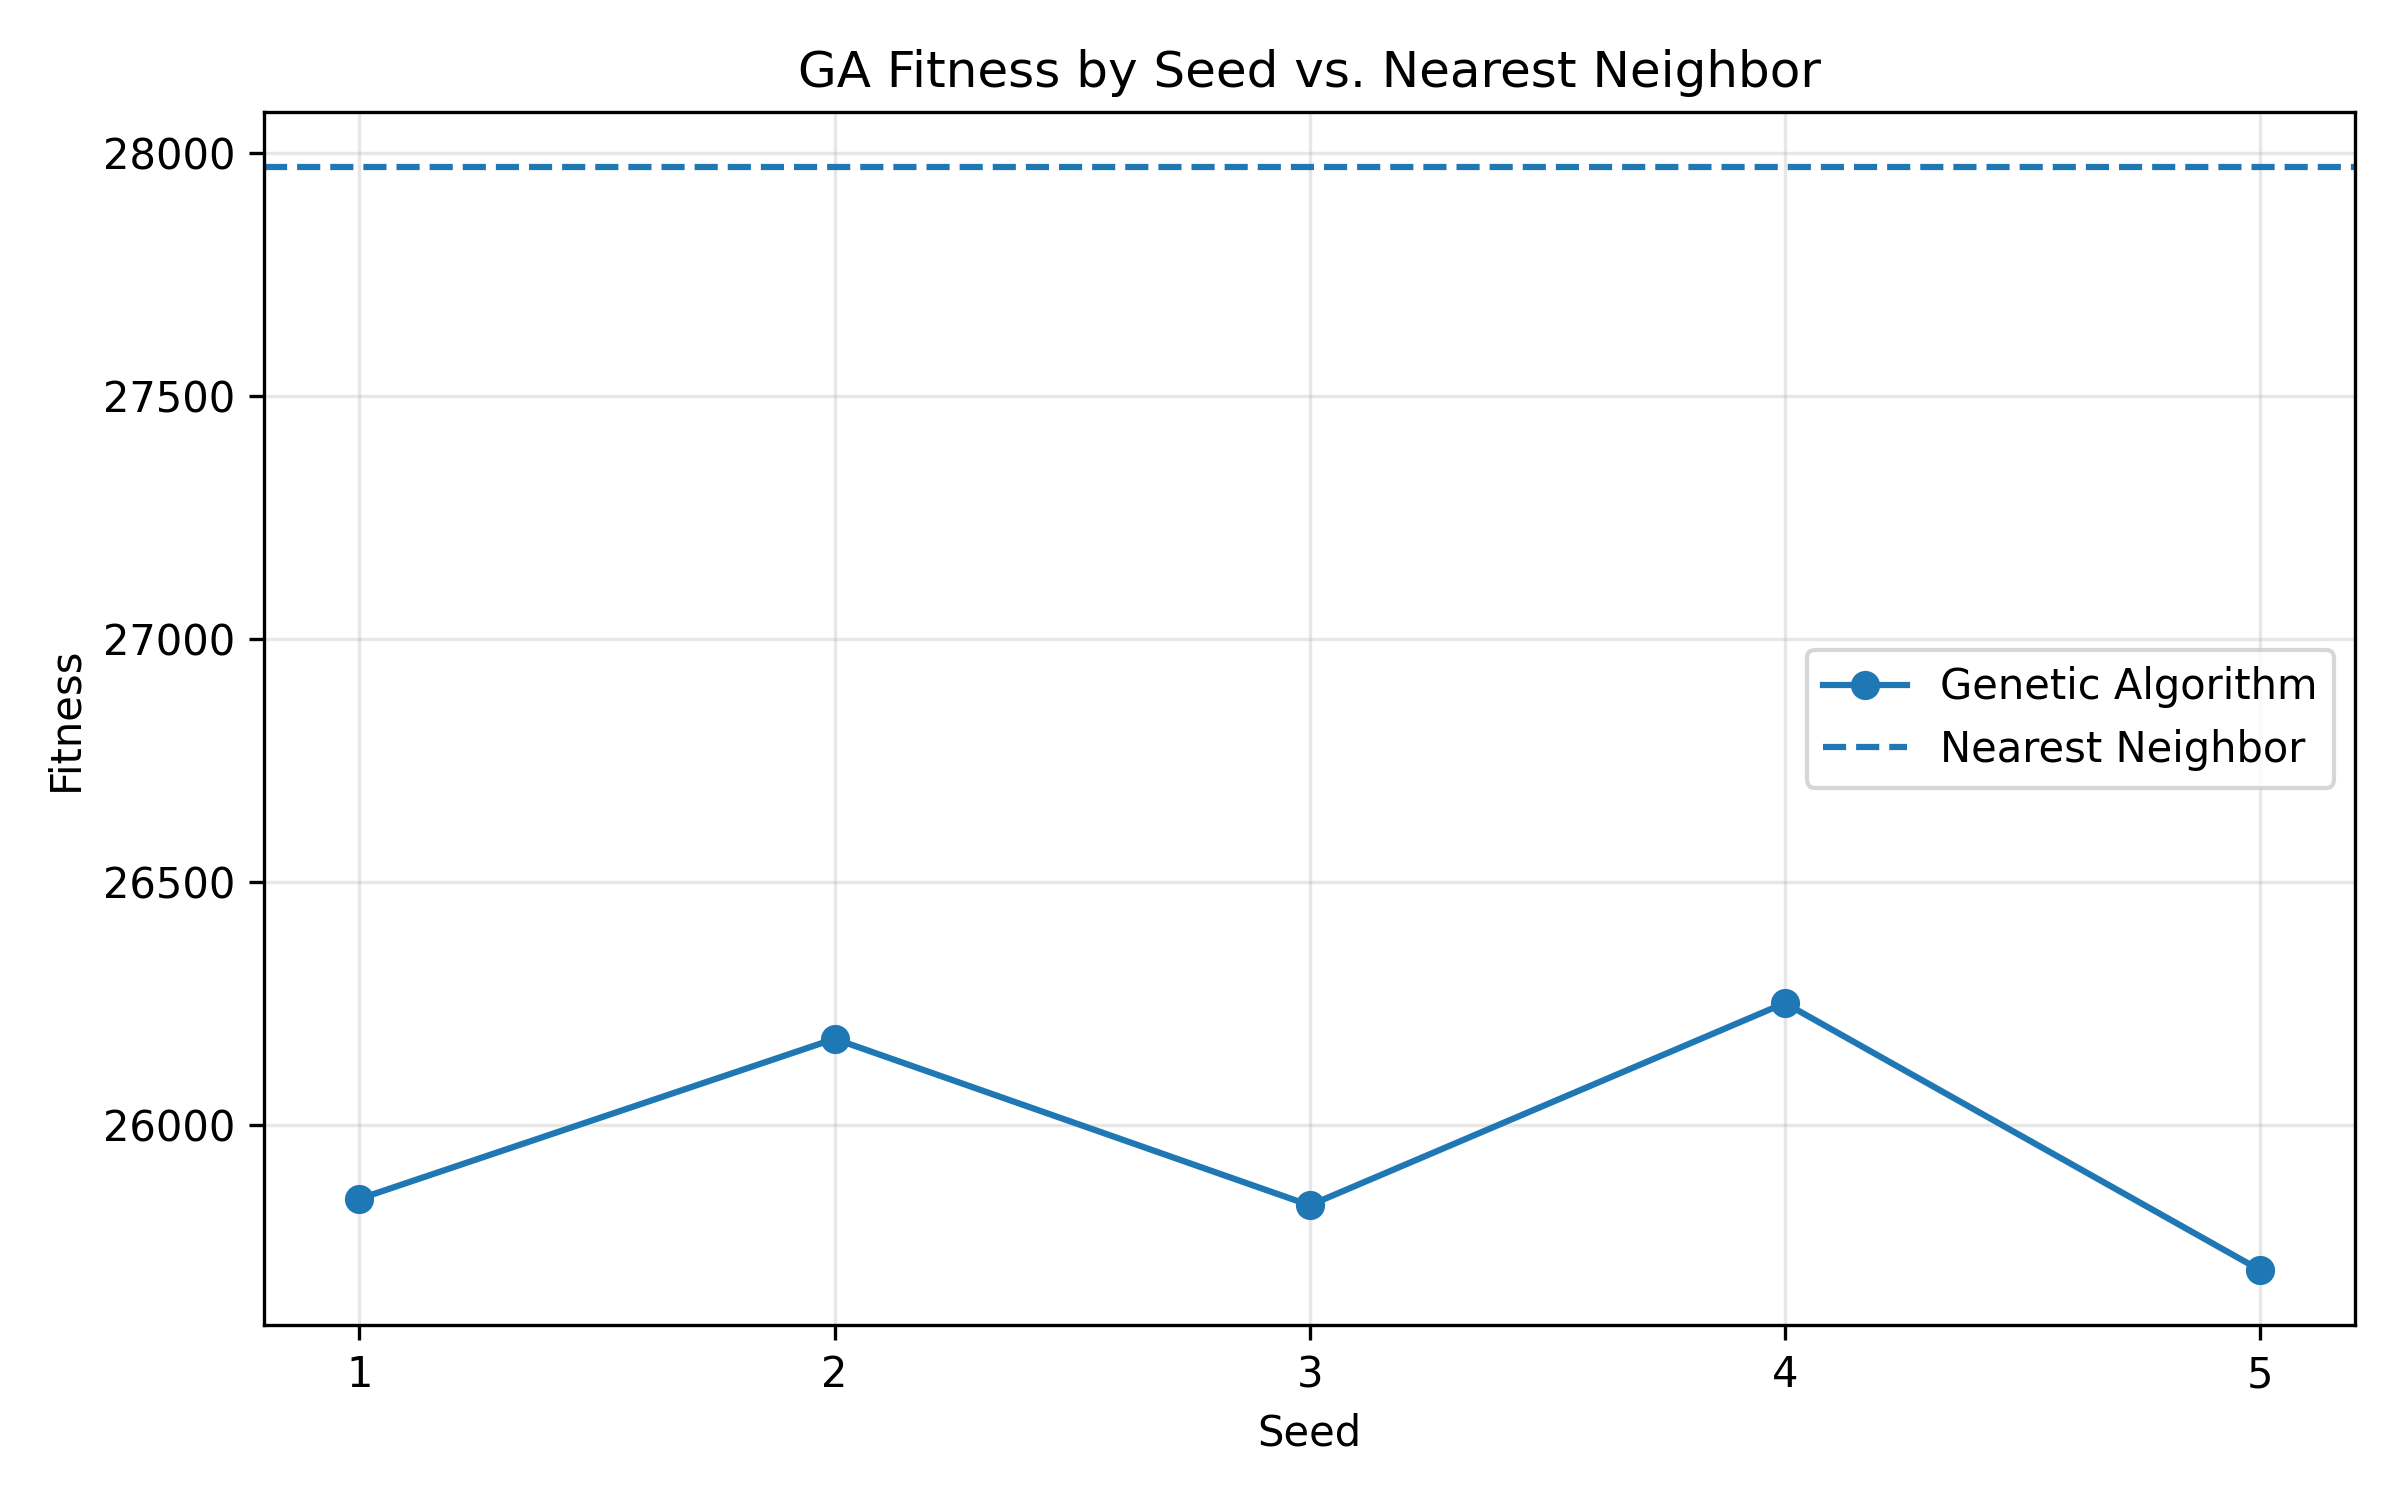 GA Fitness by Seed vs. Nearest Neighbor
28000
27500
27000
26500
26000
Fitness
Genetic Algorithm
Nearest Neighbor
1 2 3 4 5
Seed